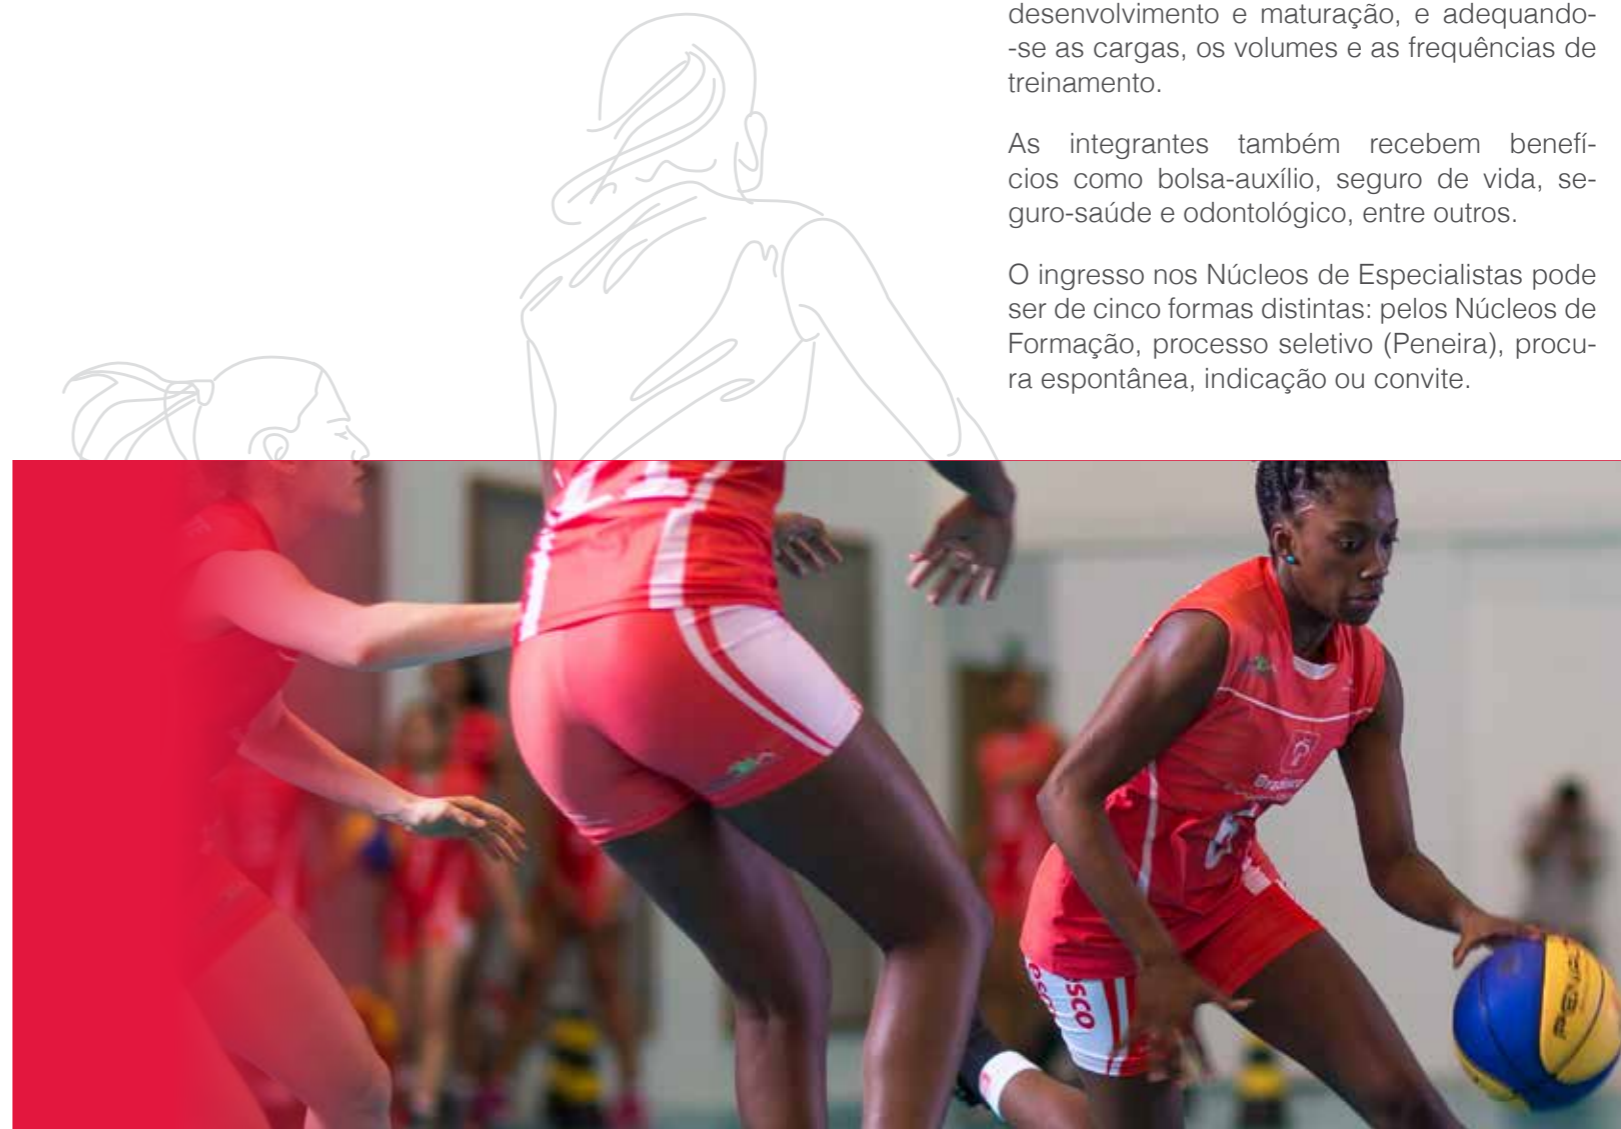 desenvolvimento e maturação, e adequando-
-se as cargas, os volumes e as frequências de
treinamento.
As integrantes também recebem benefí-
cios como bolsa-auxílio, seguro de vida, se-
guro-saúde e odontológico, entre outros.
O ingresso nos Núcleos de Especialistas pode
ser de cinco formas distintas: pelos Núcleos de
Formação, processo seletivo (Peneira), procu-
ra espontânea, indicação ou convite.
esco